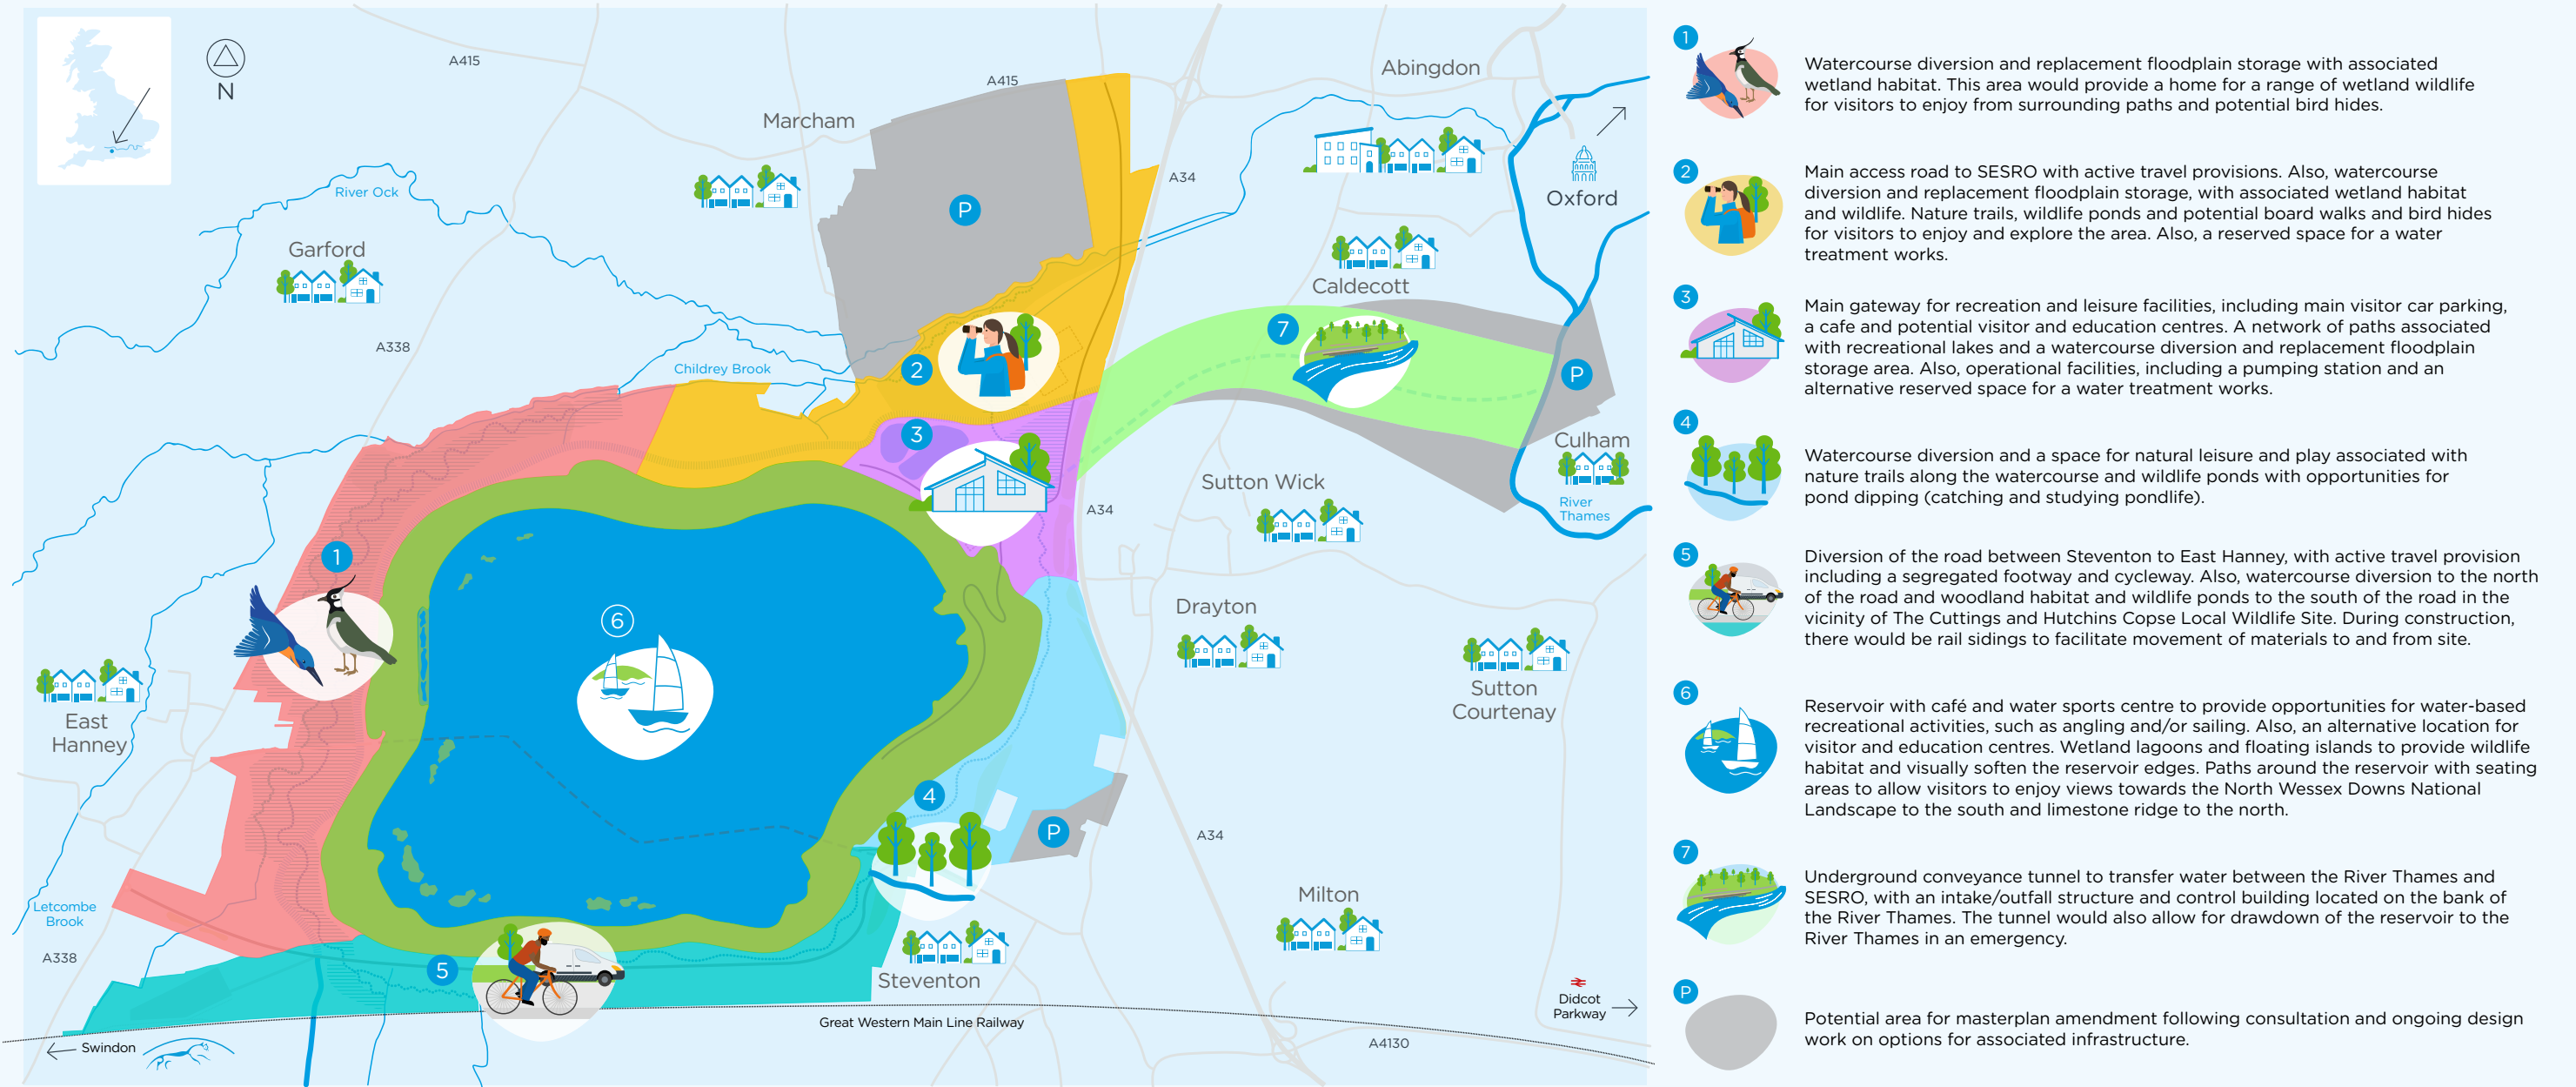 N
A415
A415
Abingdon
Marcham
A34
River Ock
P
Oxford
Garford
Caldecott
A338
7
Childrey Brook
2
P
3
Culham
Sutton Wick
River
Thames
A34
1
Drayton
6
Sutton
Courtenay
East
Hanney
4
P
A34
Milton
Letcombe
Brook
A338
5
Steventon
Didcot
Parkway
Great Western Main Line Railway
A4130
Swindon
1
Watercourse diversion and replacement floodplain storage with associated
wetland habitat. This area would provide a home for a range of wetland wildlife
for visitors to enjoy from surrounding paths and potential bird hides.
2
Main access road to SESRO with active travel provisions. Also, watercourse
diversion and replacement floodplain storage, with associated wetland habitat
and wildlife. Nature trails, wildlife ponds and potential board walks and bird hides
for visitors to enjoy and explore the area. Also, a reserved space for a water
treatment works.
3
Main gateway for recreation and leisure facilities, including main visitor car parking,
a cafe and potential visitor and education centres. A network of paths associated
with recreational lakes and a watercourse diversion and replacement floodplain
storage area. Also, operational facilities, including a pumping station and an
alternative reserved space for a water treatment works.
4
Watercourse diversion and a space for natural leisure and play associated with
nature trails along the watercourse and wildlife ponds with opportunities for
pond dipping (catching and studying pondlife).
5
Diversion of the road between Steventon to East Hanney, with active travel provision
including a segregated footway and cycleway. Also, watercourse diversion to the north
of the road and woodland habitat and wildlife ponds to the south of the road in the
vicinity of The Cuttings and Hutchins Copse Local Wildlife Site. During construction,
there would be rail sidings to facilitate movement of materials to and from site.
6
Reservoir with café and water sports centre to provide opportunities for water-based
recreational activities, such as angling and/or sailing. Also, an alternative location for
visitor and education centres. Wetland lagoons and floating islands to provide wildlife
habitat and visually soften the reservoir edges. Paths around the reservoir with seating
areas to allow visitors to enjoy views towards the North Wessex Downs National
Landscape to the south and limestone ridge to the north.
7
Underground conveyance tunnel to transfer water between the River Thames and
SESRO, with an intake/outfall structure and control building located on the bank of
the River Thames. The tunnel would also allow for drawdown of the reservoir to the
River Thames in an emergency.
P
Potential area for masterplan amendment following consultation and ongoing design
work on options for associated infrastructure.